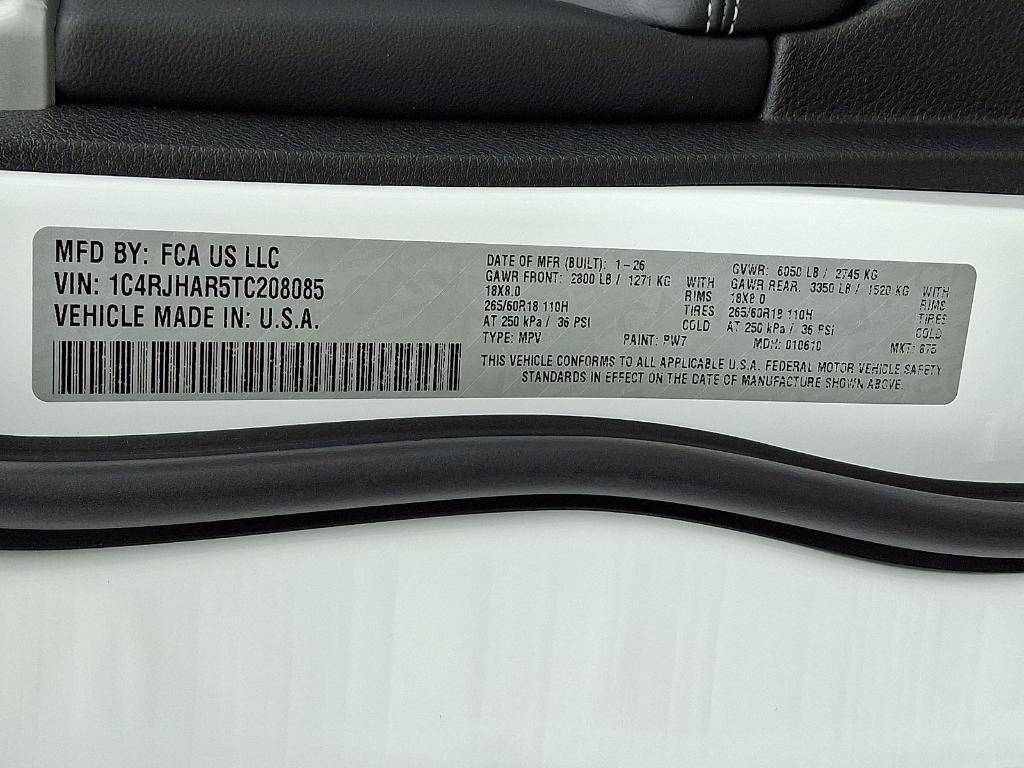 MFD BY: FCA US LLC
VIN: 1C4RJHAR5TC208085
VEHICLE MADE IN: U.S.A.
DATE OF MFR (BUILT): 1-26
GAWR FRONT: 2800 LB / 1271 KG WITH
18X8.0 RIMS
265/60R18 110H TIRES
AT 250 kPa / 36 PSI COLD
TYPE: MPV PAINT: PW7
GVWR: 6050 LB / 2745 KG
GAWR REAR: 3350 LB / 1520 KG WITH
18X8.0 RIMS
265/60R18 110H TIRES
AT 250 kPa / 36 PSI COLD
MDH: 010610 MKT: 875
THIS VEHICLE CONFORMS TO ALL APPLICABLE U.S.A. FEDERAL MOTOR VEHICLE SAFETY
STANDARDS IN EFFECT ON THE DATE OF MANUFACTURE SHOWN ABOVE.